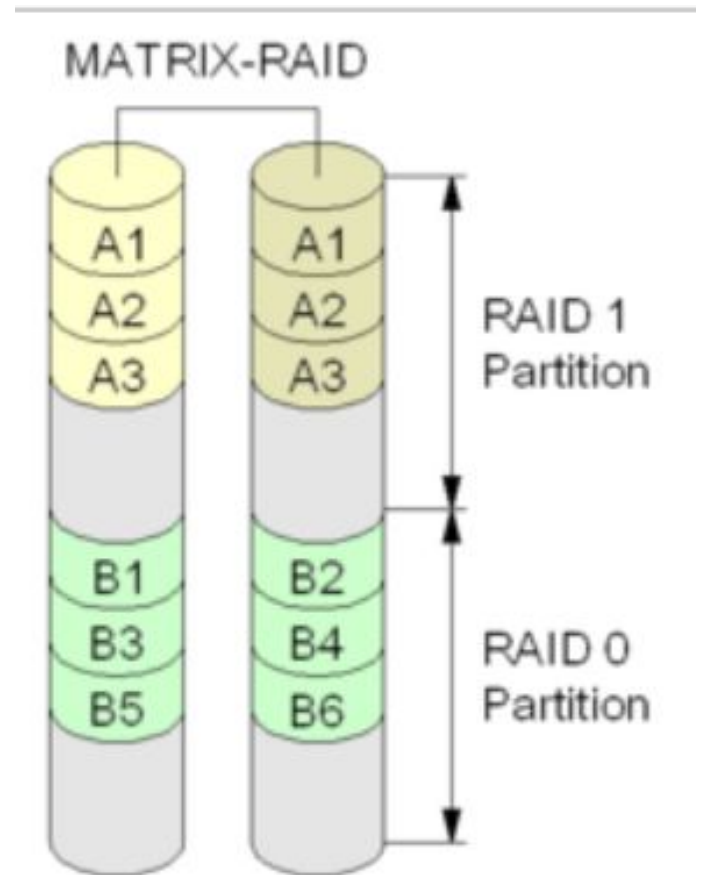 MATRIX-RAID
A1 A1
A2 A2
A3 A3
RAID 1
Partition
B1 B2
B3 B4
B5 B6
RAID 0
Partition